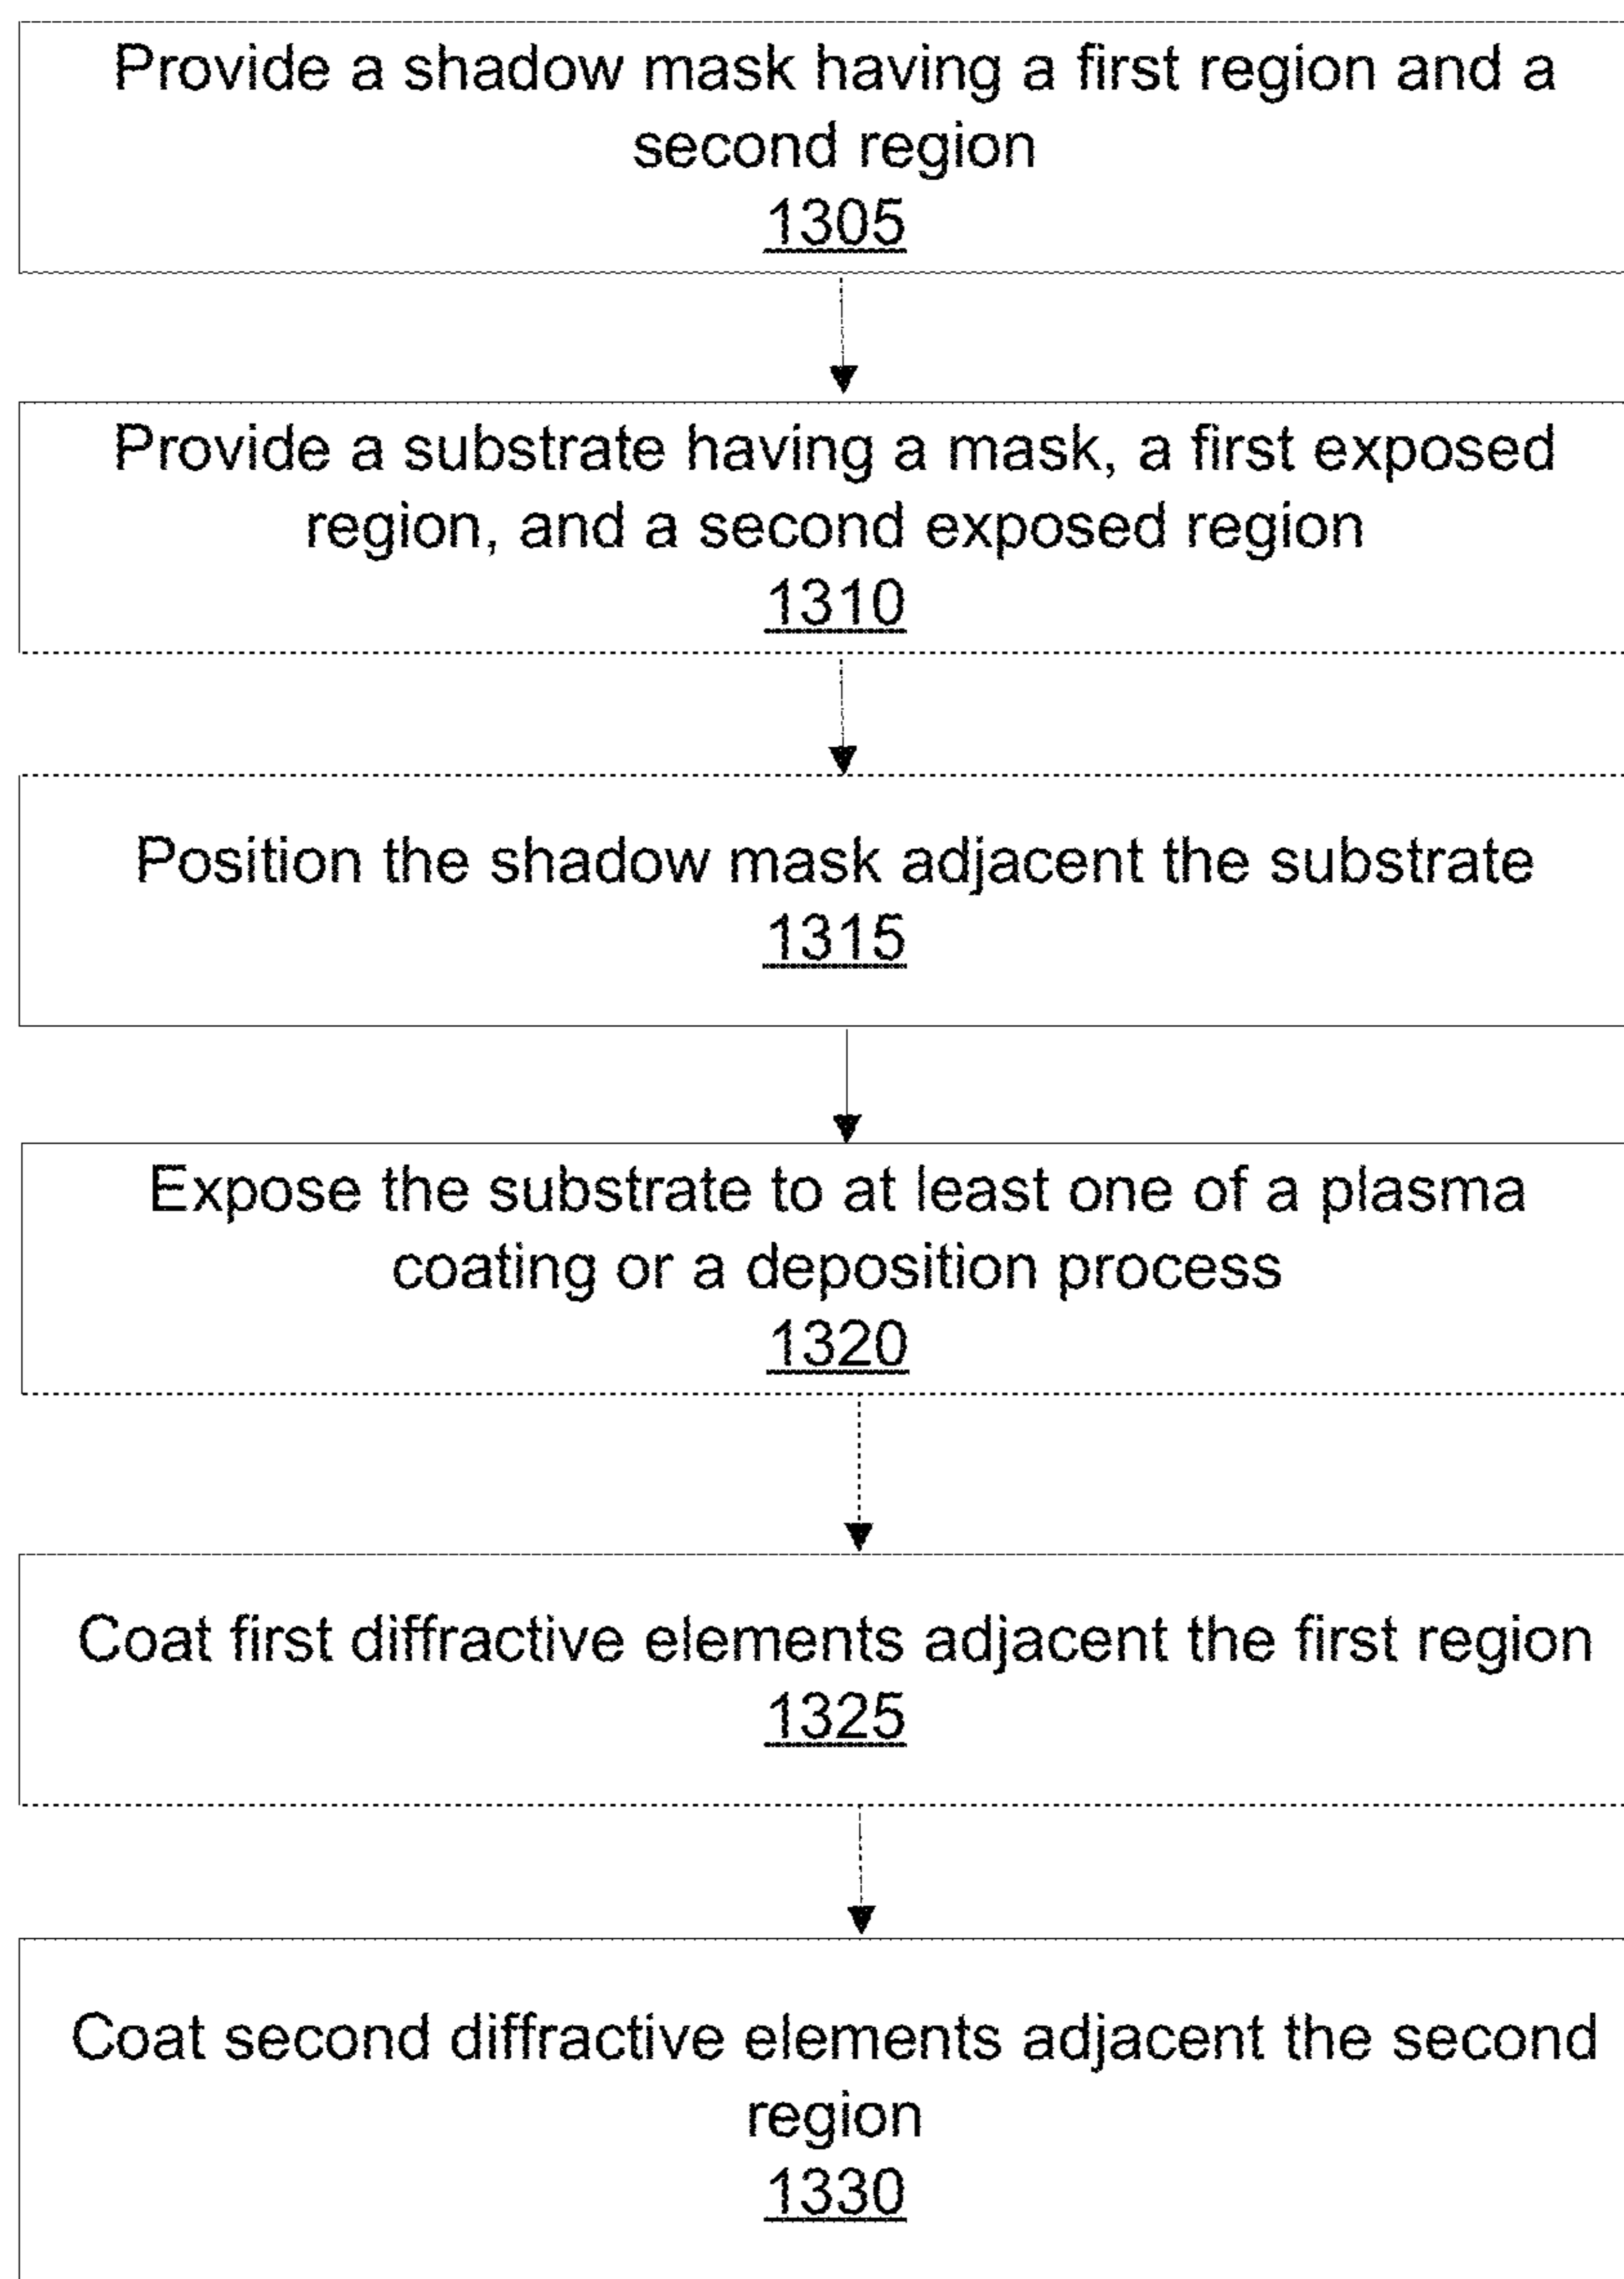 Provide a shadow mask having a first region and a
second region
1305
Provide a substrate having a mask, a first exposed
region, and a second exposed region
1310
Position the shadow mask adjacent the substrate
1315
Expose the substrate to at least one of a plasma
coating or a deposition process
1320
Coat first diffractive elements adjacent the first region
1325
Coat second diffractive elements adjacent the second
region
1330